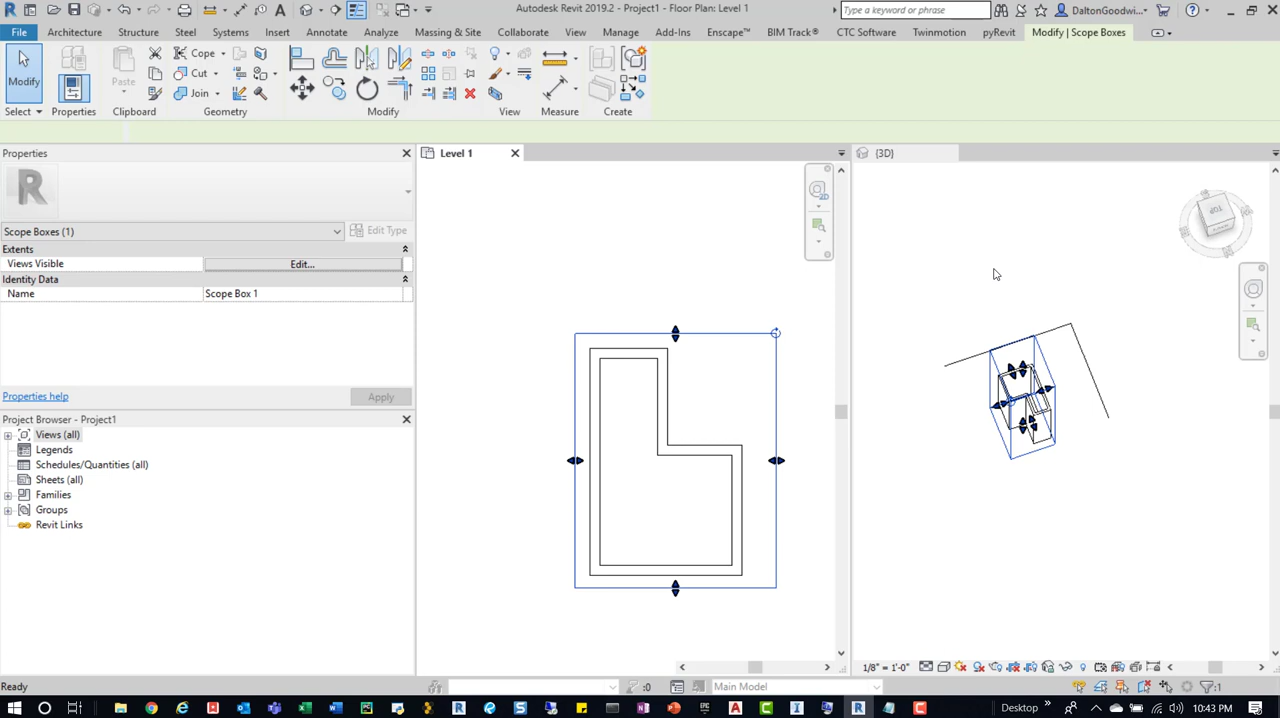 Autodesk Revit 2019.2 - Project1 - Floor Plan: Level 1
Type a keyword or phrase
DaltonGoodwi...
File Architecture Structure Steel Systems Insert Annotate Analyze Massing & Site Collaborate View Manage Add-Ins Enscape™ BIM Track® CTC Software Twinmotion pyRevit Modify | Scope Boxes
Modify
Paste
Cope
Cut
Join
Select Properties Clipboard Geometry Modify View Measure Create
Properties
Level 1
{3D}
R
Scope Boxes (1)
Edit Type
Extents
Views Visible
Edit...
Identity Data
Name
Scope Box 1
Properties help
Apply
Project Browser - Project1
Views (all)
Legends
Schedules/Quantities (all)
Sheets (all)
Families
Groups
Revit Links
2D
TOP
1/8" = 1'-0"
Ready
:0
Main Model
:1
Desktop
10:43 PM